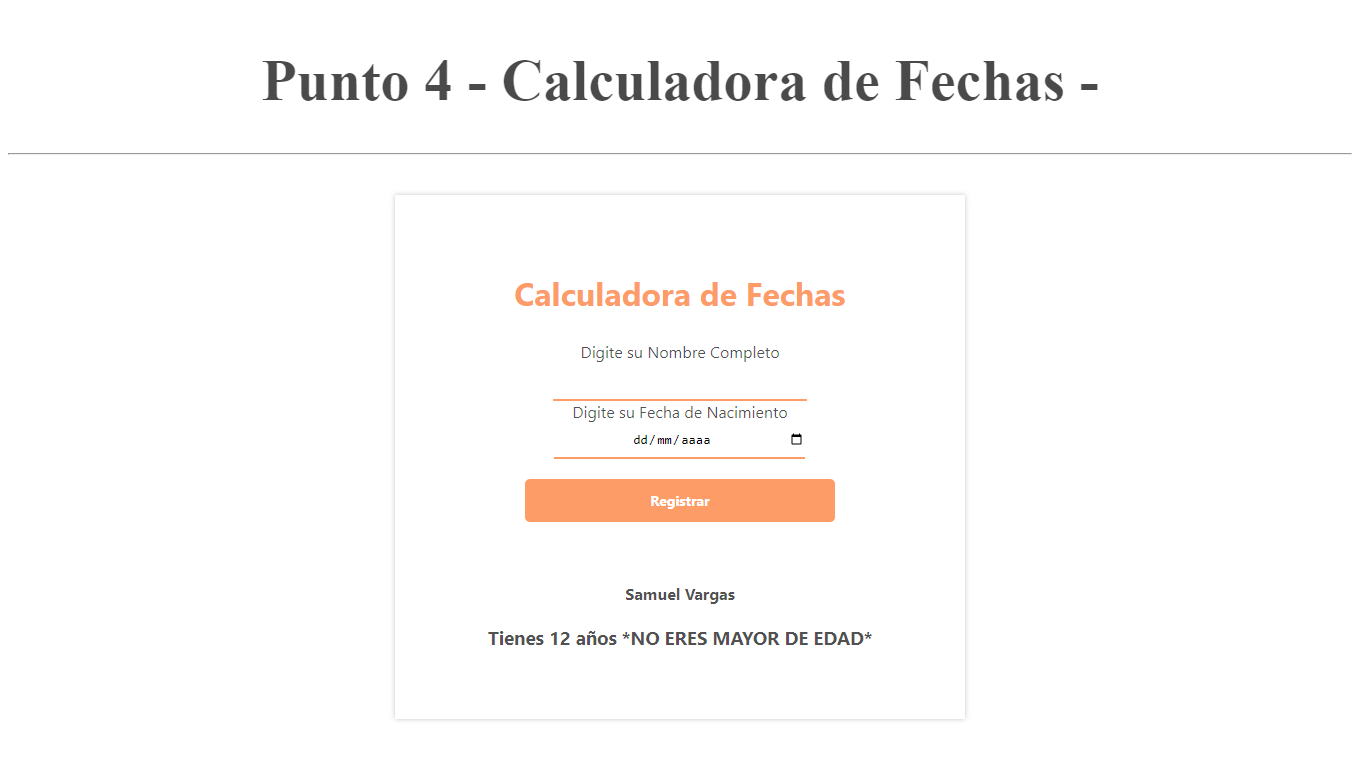 Punto 4 - Calculadora de Fechas -
Calculadora de Fechas
Digite su Nombre Completo
Digite su Fecha de Nacimiento
dd/mm/aaaa
Registrar
Samuel Vargas
Tienes 12 años *NO ERES MAYOR DE EDAD*